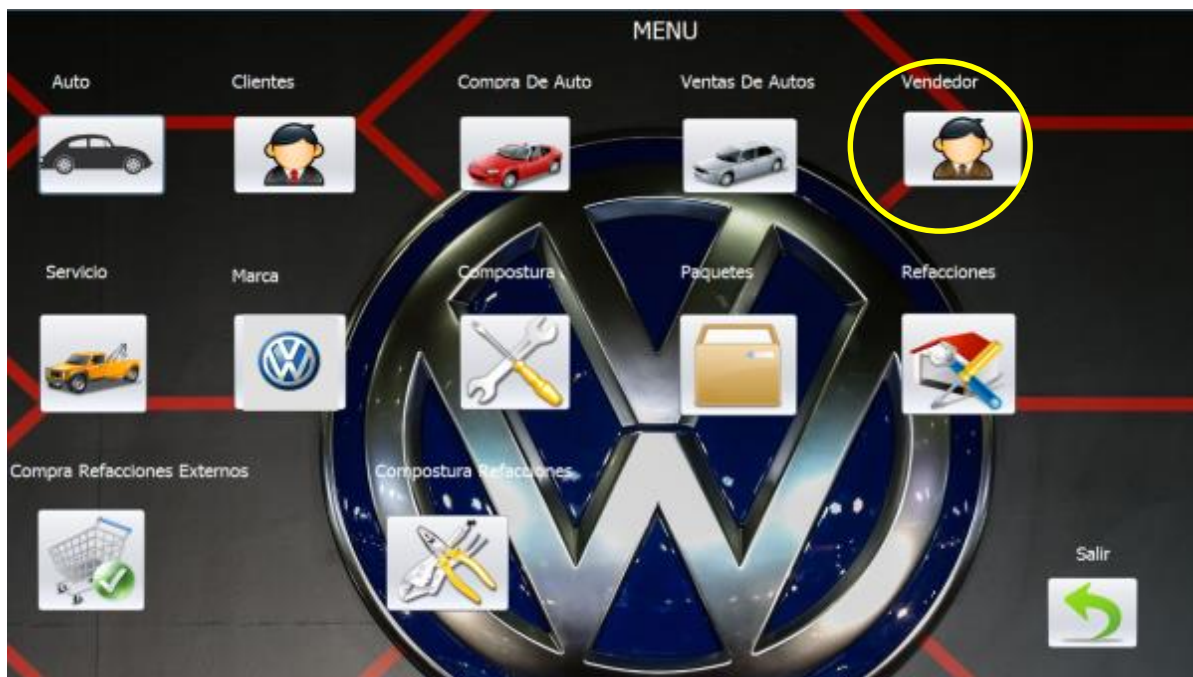 MENU
Auto
Clientes
Compra De Auto
Ventas De Autos
Vendedor
Servicio
Marca
Compostura
Paquetes
Refacciones
Compra Refacciones Externos
Compostura Refacciones
Salir